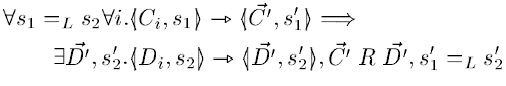 ∀s₁ =_L s₂∀i.⟪C_i, s₁⟫ ⇾ ⟪C⃗′, s′₁⟫ ⟹
∃D⃗′, s′₂.⟪D_i, s₂⟫ ⇾ ⟪D⃗′, s′₂⟫, C⃗′ R D⃗′, s′₁ =_L s′₂